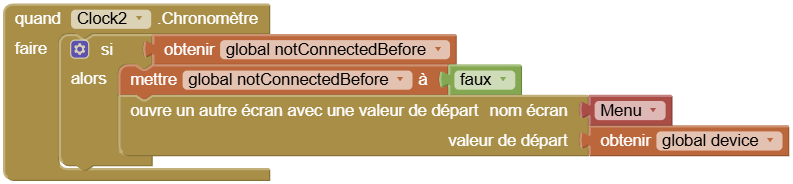 quand Clock2 .Chronomètre
faire si obtenir global notConnectedBefore
alors mettre global notConnectedBefore à faux
ouvre un autre écran avec une valeur de départ nom écran Menu
valeur de départ obtenir global device